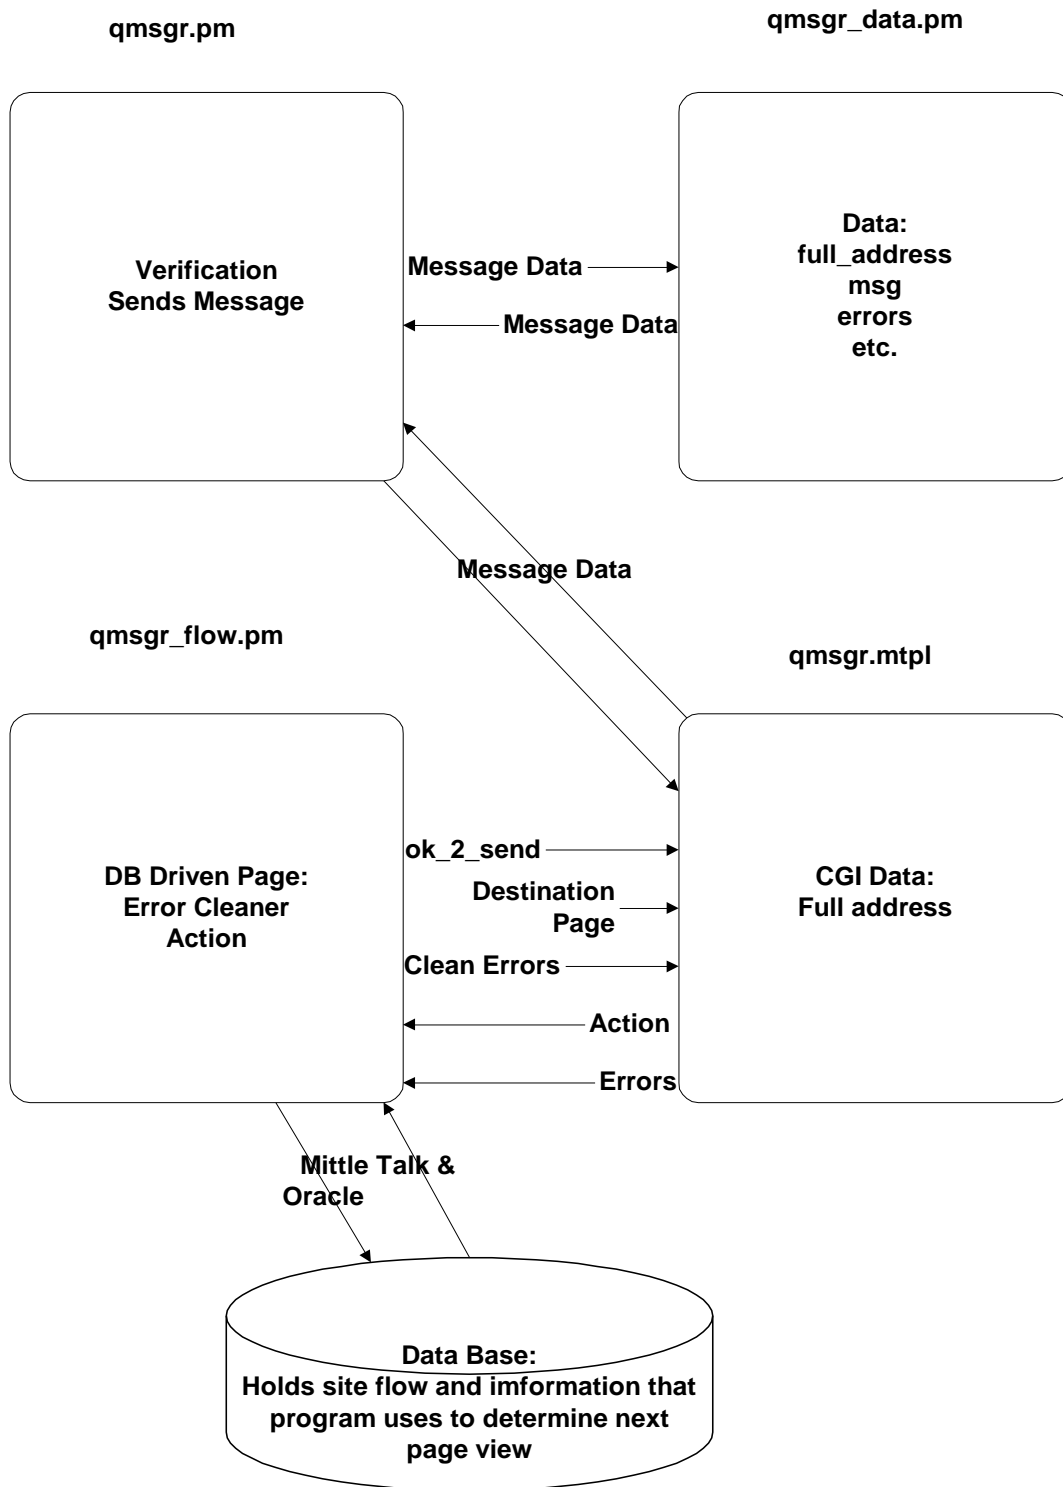 qmsgr.pm
qmsgr_data.pm
Verification
Sends Message
Message Data
Message Data
Data:
full_address
msg
errors
etc.
Message Data
qmsgr_flow.pm
qmsgr.mtpl
DB Driven Page:
Error Cleaner
Action
ok_2_send
Destination
Page
Clean Errors
Action
Errors
CGI Data:
Full address
Mittle Talk &
Oracle
Data Base:
Holds site flow and imformation that
program uses to determine next
page view